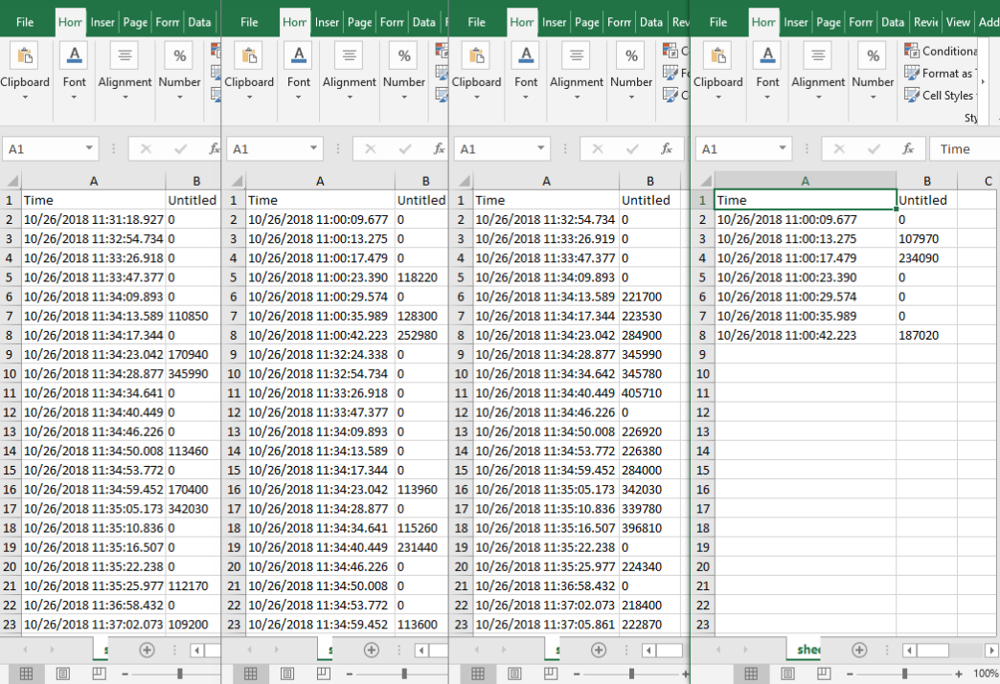 File Hom Inser Page Form Data
Clipboard Font Alignment % Number
A1 fx
A B
1 Time Untitled
2 10/26/2018 11:31:18.927 0
3 10/26/2018 11:32:54.734 0
4 10/26/2018 11:33:26.918 0
5 10/26/2018 11:33:47.377 0
6 10/26/2018 11:34:09.893 0
7 10/26/2018 11:34:13.589 110850
8 10/26/2018 11:34:17.344 0
9 10/26/2018 11:34:23.042 170940
10 10/26/2018 11:34:28.877 345990
11 10/26/2018 11:34:34.641 0
12 10/26/2018 11:34:40.449 0
13 10/26/2018 11:34:46.226 0
14 10/26/2018 11:34:50.008 113460
15 10/26/2018 11:34:53.772 0
16 10/26/2018 11:34:59.452 170400
17 10/26/2018 11:35:05.173 342030
18 10/26/2018 11:35:10.836 0
19 10/26/2018 11:35:16.507 0
20 10/26/2018 11:35:22.238 0
21 10/26/2018 11:35:25.977 112170
22 10/26/2018 11:36:58.432 0
23 10/26/2018 11:37:02.073 109200
s
File Hom Inser Page Form Data
Clipboard Font Alignment % Number
A1 fx
A B
1 Time Untitled
2 10/26/2018 11:00:09.677 0
3 10/26/2018 11:00:13.275 0
4 10/26/2018 11:00:17.479 0
5 10/26/2018 11:00:23.390 118220
6 10/26/2018 11:00:29.574 0
7 10/26/2018 11:00:35.989 128300
8 10/26/2018 11:00:42.223 252980
9 10/26/2018 11:32:24.338 0
10 10/26/2018 11:32:54.734 0
11 10/26/2018 11:33:26.918 0
12 10/26/2018 11:33:47.377 0
13 10/26/2018 11:34:09.893 0
14 10/26/2018 11:34:13.589 0
15 10/26/2018 11:34:17.344 0
16 10/26/2018 11:34:23.042 113960
17 10/26/2018 11:34:28.877 0
18 10/26/2018 11:34:34.641 115260
19 10/26/2018 11:34:40.449 231440
20 10/26/2018 11:34:46.226 0
21 10/26/2018 11:34:50.008 0
22 10/26/2018 11:34:53.772 0
23 10/26/2018 11:34:59.452 113600
s
File Hom Inser Page Form Data Rev
Clipboard Font Alignment % Number
A1 fx
A B
1 Time Untitled
2 10/26/2018 11:32:54.734 0
3 10/26/2018 11:33:26.919 0
4 10/26/2018 11:33:47.377 0
5 10/26/2018 11:34:09.893 0
6 10/26/2018 11:34:13.589 221700
7 10/26/2018 11:34:17.344 223530
8 10/26/2018 11:34:23.042 284900
9 10/26/2018 11:34:28.877 345990
10 10/26/2018 11:34:34.642 345780
11 10/26/2018 11:34:40.449 405710
12 10/26/2018 11:34:46.226 0
13 10/26/2018 11:34:50.008 226920
14 10/26/2018 11:34:53.772 226380
15 10/26/2018 11:34:59.452 284000
16 10/26/2018 11:35:05.173 342030
17 10/26/2018 11:35:10.836 339780
18 10/26/2018 11:35:16.507 396810
19 10/26/2018 11:35:22.238 0
20 10/26/2018 11:35:25.977 224340
21 10/26/2018 11:36:58.432 0
22 10/26/2018 11:37:02.073 218400
23 10/26/2018 11:37:05.861 222870
s
File Hom Inser Page Form Data Revie View Add
Clipboard Font Alignment % Number
Conditiona
Format as T
Cell Styles
Sty
A1 fx Time
A B C
1 Time Untitled
2 10/26/2018 11:00:09.677 0
3 10/26/2018 11:00:13.275 107970
4 10/26/2018 11:00:17.479 234090
5 10/26/2018 11:00:23.390 0
6 10/26/2018 11:00:29.574 0
7 10/26/2018 11:00:35.989 0
8 10/26/2018 11:00:42.223 187020
9
10
11
12
13
14
15
16
17
18
19
20
21
22
23
shee
100%